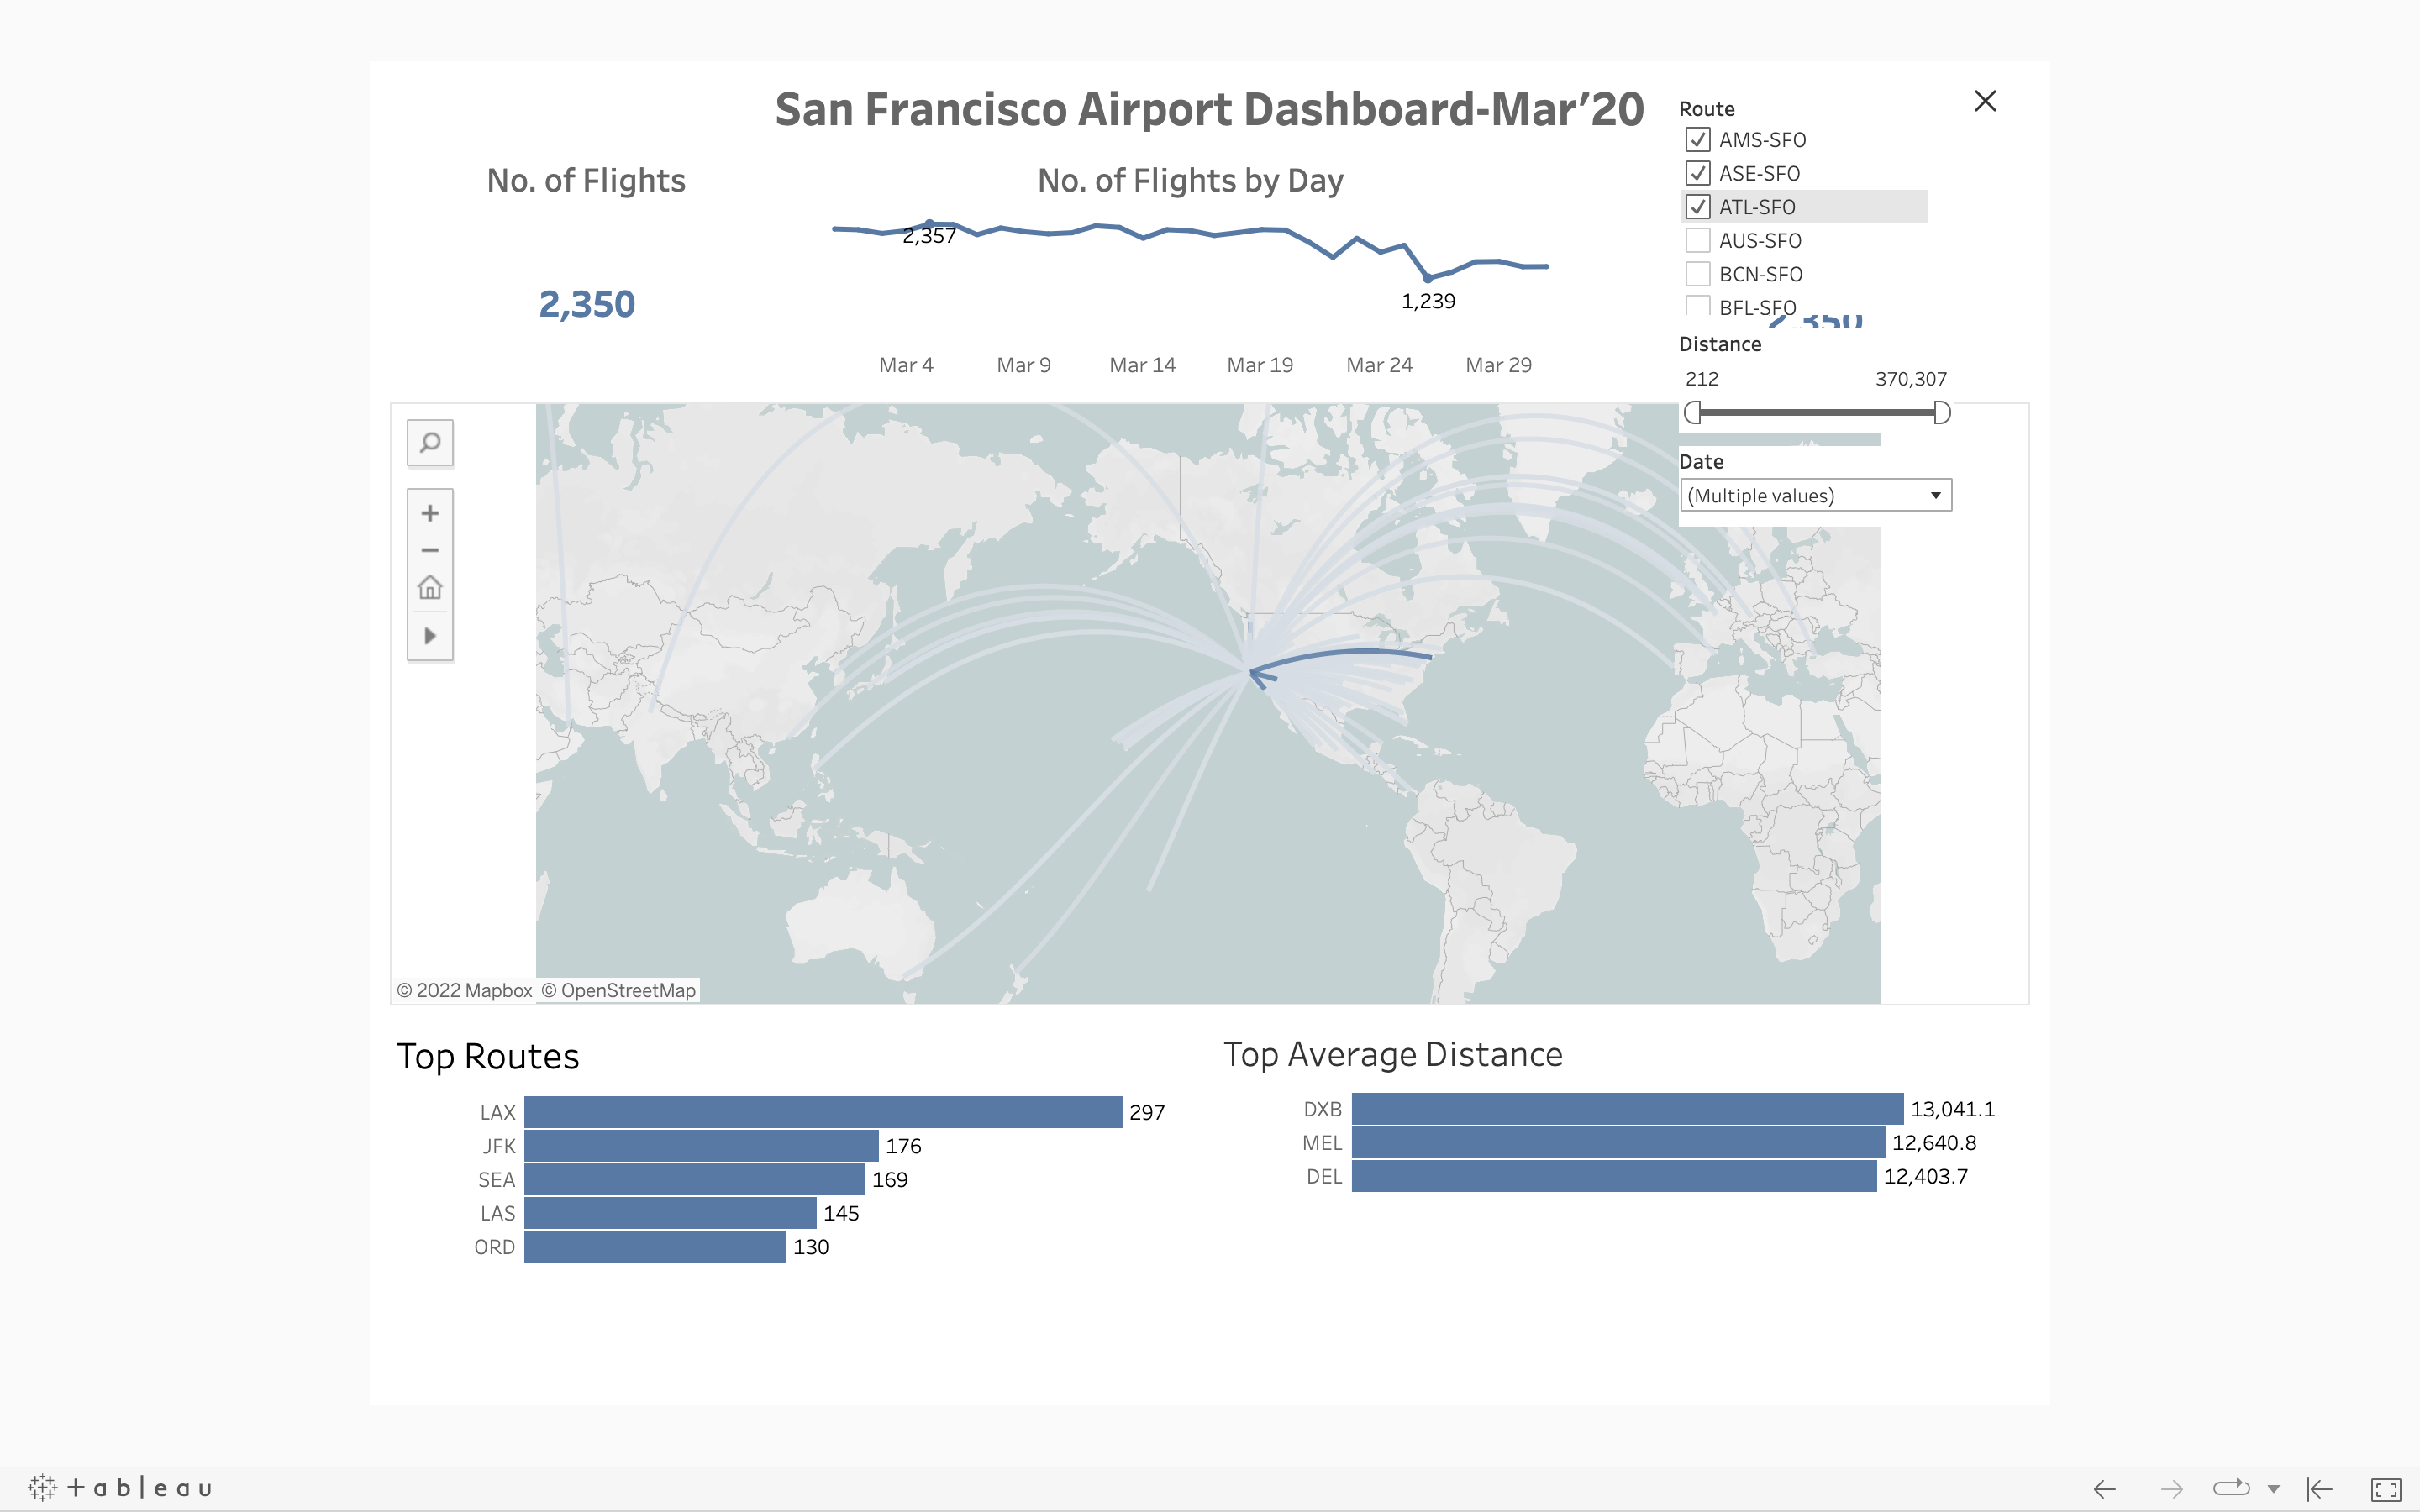 San Francisco Airport Dashboard-Mar’20
Route
AMS-SFO
ASE-SFO
ATL-SFO
AUS-SFO
BCN-SFO
BFL-SFO
No. of Flights
2,350
No. of Flights by Day
2,357
1,239
Mar 4 Mar 9 Mar 14 Mar 19 Mar 24 Mar 29
2,350
Distance
212 370,307
Date
(Multiple values)
© 2022 Mapbox © OpenStreetMap
Top Routes
LAX 297
JFK 176
SEA 169
LAS 145
ORD 130
Top Average Distance
DXB 13,041.1
MEL 12,640.8
DEL 12,403.7
+ableau